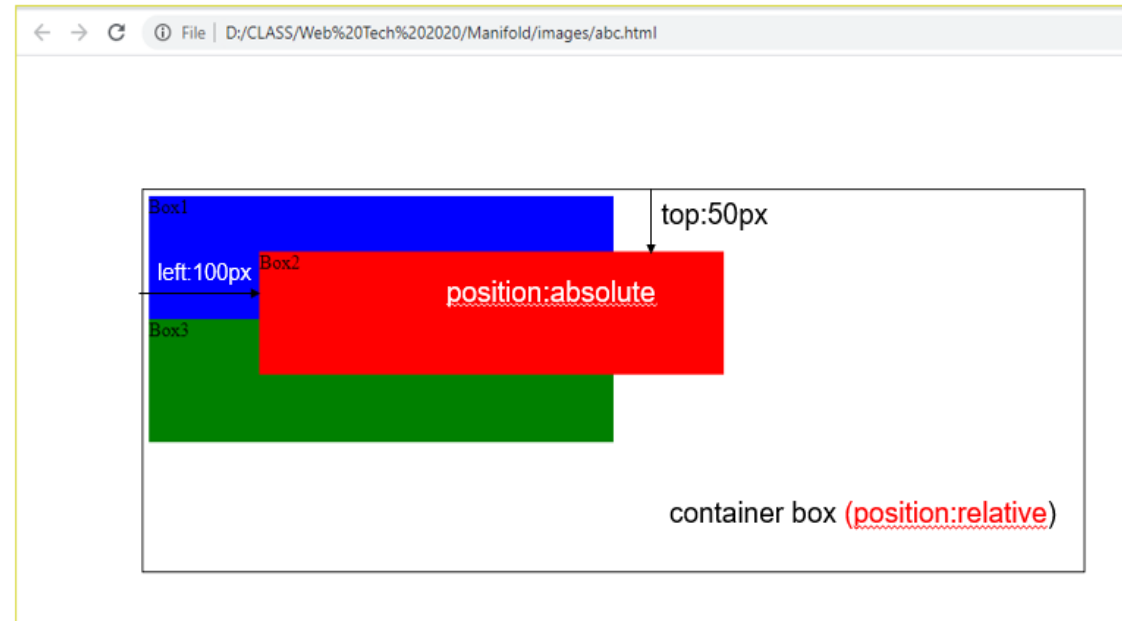 File | D:/CLASS/Web%20Tech%202020/Manifold/images/abc.html
Box1
top:50px
left:100px
Box2
position:absolute
Box3
container box (position:relative)